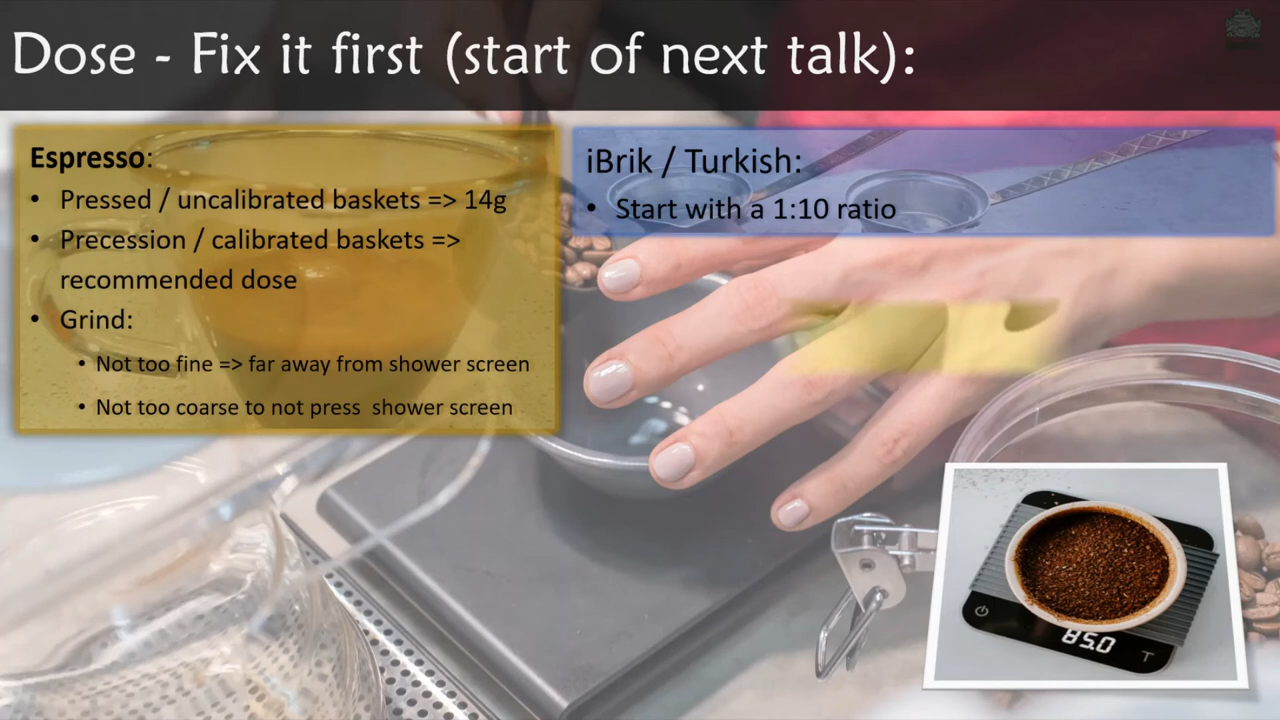 Dose - Fix it first (start of next talk):
Espresso:
• Pressed / uncalibrated baskets => 14g
• Precession / calibrated baskets =>
recommended dose
• Grind:
• Not too fine => far away from shower screen
• Not too coarse to not press  shower screen
iBrik / Turkish:
• Start with a 1:10 ratio
85.0
T